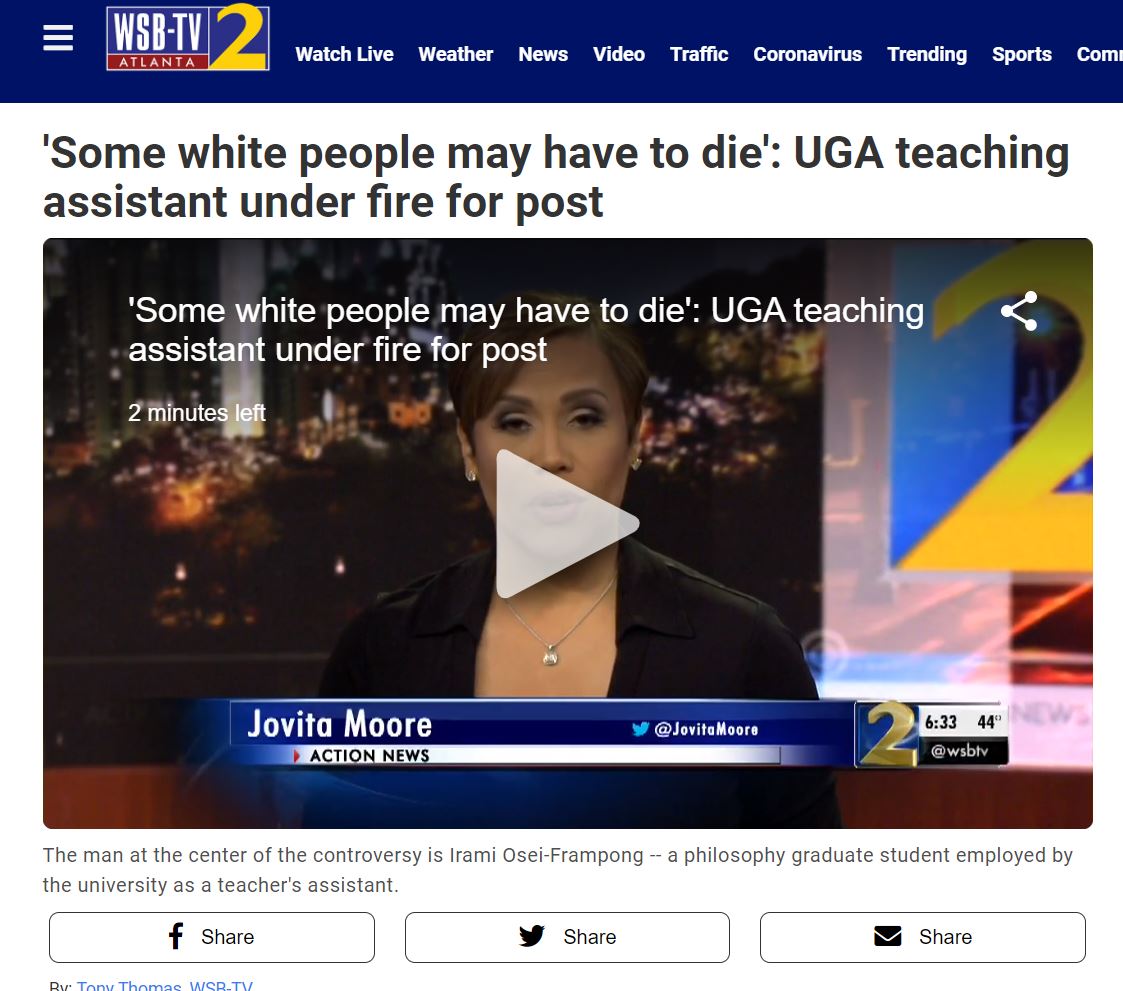 WSB-TV 2
ATLANTA
Watch Live Weather News Video Traffic Coronavirus Trending Sports
'Some white people may have to die': UGA teaching
assistant under fire for post
'Some white people may have to die': UGA teaching
assistant under fire for post
2 minutes left
2
Jovita Moore
@JovitaMoore
ACTION NEWS
2
6:33 44°
@wsbtv
NEWS
The man at the center of the controversy is Irami Osei-Frampong -- a philosophy graduate student employed by
the university as a teacher's assistant.
Share Share Share
By: Tony Thomas, WSB-TV